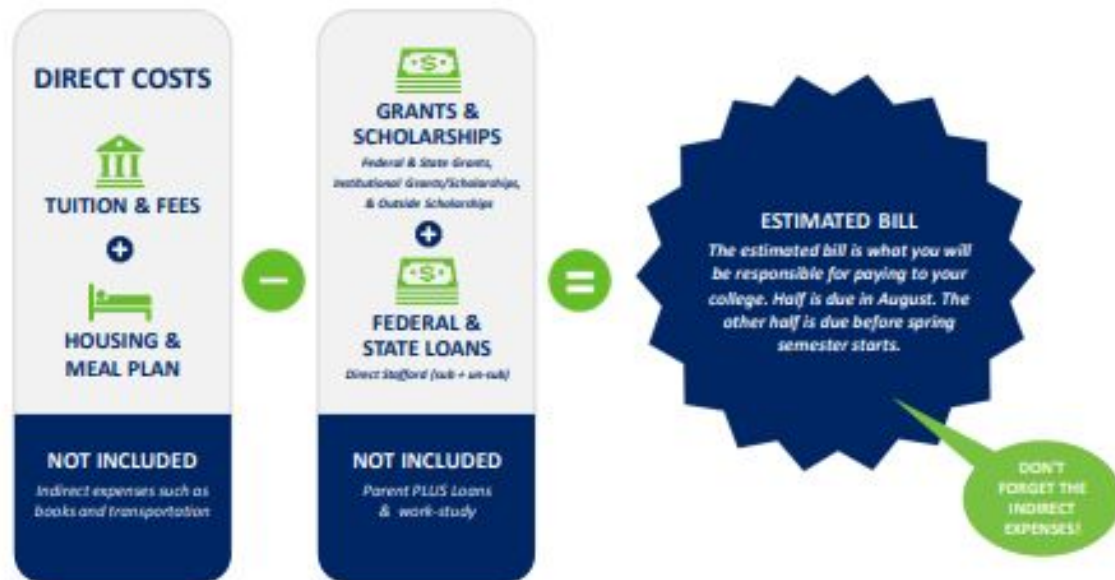 DIRECT COSTS
TUITION & FEES
+
HOUSING &
MEAL PLAN
NOT INCLUDED
Indirect expenses such as
books and transportation
−
GRANTS &
SCHOLARSHIPS
Federal & State Grants,
Institutional Grants/Scholarships,
& Outside Scholarships
+
FEDERAL &
STATE LOANS
Direct Stafford (sub + un-sub)
NOT INCLUDED
Parent PLUS Loans
& work-study
=
ESTIMATED BILL
The estimated bill is what you will
be responsible for paying to your
college. Half is due in August. The
other half is due before spring
semester starts.
DON'T
FORGET THE
INDIRECT
EXPENSES!